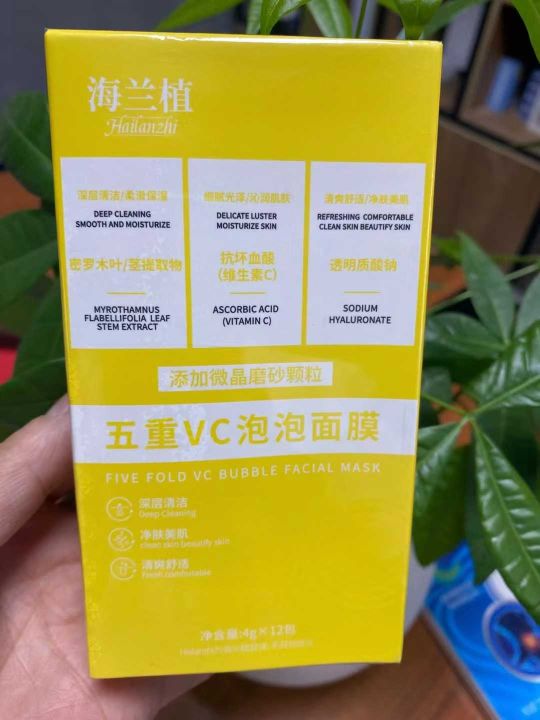 海兰植
Hailanzhi
深层清洁/柔滑保湿
DEEP CLEANING
SMOOTH AND MOISTURIZE
密罗木叶/茎提取物
MYROTHAMNUS
FLABELLIFOLIA LEAF
STEM EXTRACT
细腻光泽/沁润肌肤
DELICATE LUSTER
MOISTURIZE SKIN
抗坏血酸
(维生素C)
ASCORBIC ACID
(VITAMIN C)
清爽舒适/净肤美肌
REFRESHING COMFORTABLE
CLEAN SKIN BEAUTIFY SKIN
透明质酸钠
SODIUM
HYALURONATE
添加微晶磨砂颗粒
五重VC泡泡面膜
FIVE FOLD VC BUBBLE FACIAL MASK
深层清洁
Deep Cleaning
净肤美肌
clean skin beautify skin
清爽舒适
Fresh comfortable
净含量:4g×12包